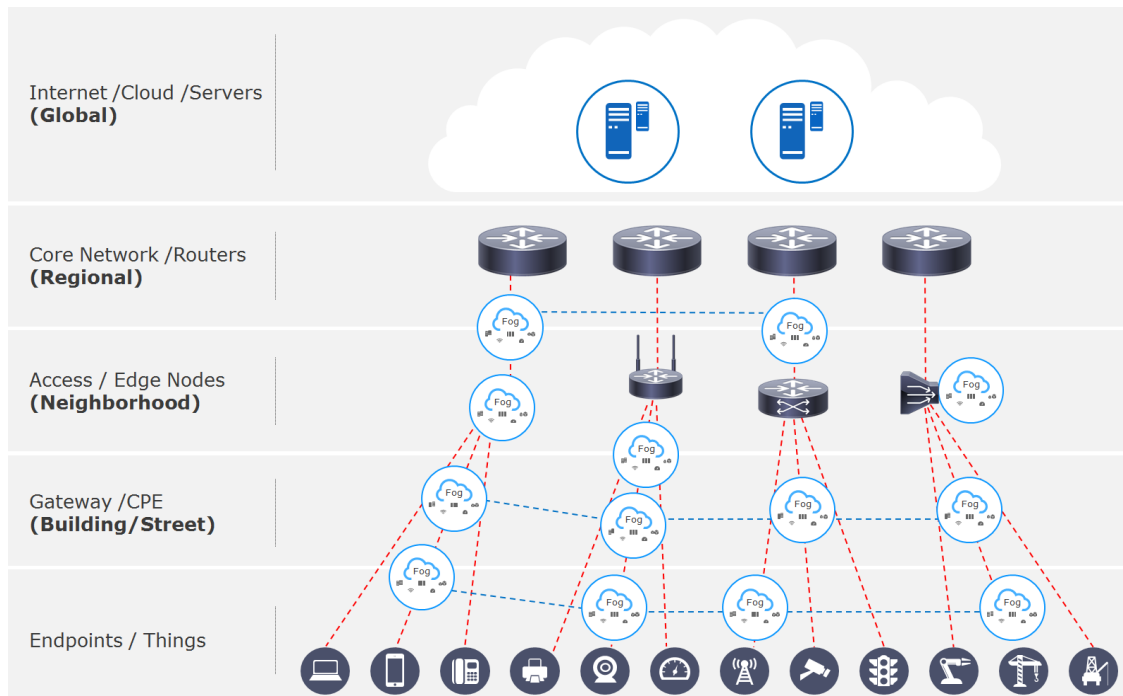 Internet /Cloud /Servers
(Global)
Core Network /Routers
(Regional)
Fog
Fog
Access / Edge Nodes
(Neighborhood)
Fog
Fog
Fog
Gateway /CPE
(Building/Street)
Fog
Fog
Fog
Fog
Fog
Fog
Fog
Fog
Endpoints / Things